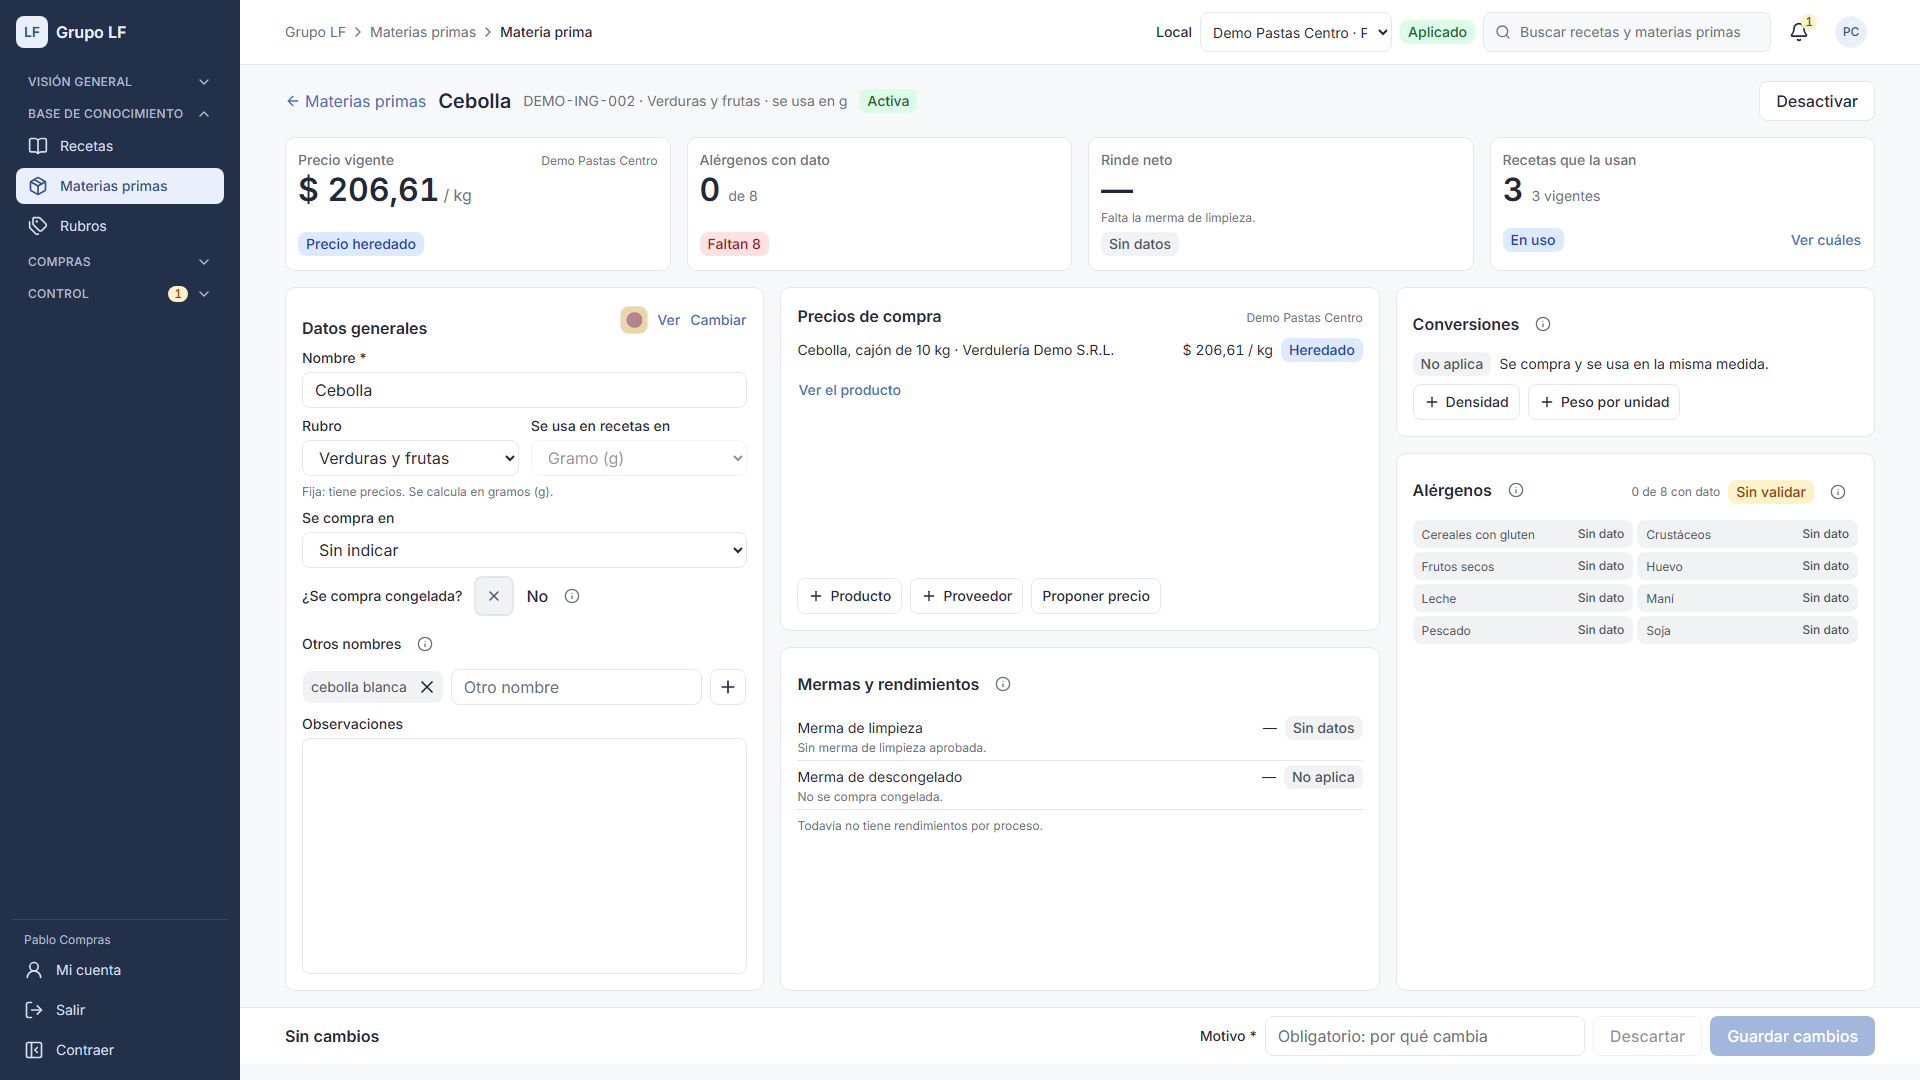 LF Grupo LF
VISIÓN GENERAL
BASE DE CONOCIMIENTO
Recetas
Materias primas
Rubros
COMPRAS
CONTROL 1
Pablo Compras
Mi cuenta
Salir
Contraer
Grupo LF Materias primas Materia prima
Local Demo Pastas Centro · P Aplicado Buscar recetas y materias primas 1 PC
Materias primas Cebolla DEMO-ING-002 · Verduras y frutas · se usa en g Activa Desactivar
Precio vigente Demo Pastas Centro
$ 206,61 / kg
Precio heredado
Alérgenos con dato
0 de 8
Faltan 8
Rinde neto
—
Falta la merma de limpieza.
Sin datos
Recetas que la usan
3 3 vigentes
En uso Ver cuáles
Datos generales Ver Cambiar
Nombre *
Cebolla
Rubro Se usa en recetas en
Verduras y frutas Gramo (g)
Fija: tiene precios. Se calcula en gramos (g).
Se compra en
Sin indicar
¿Se compra congelada? No
Otros nombres
cebolla blanca Otro nombre
Observaciones
Precios de compra Demo Pastas Centro
Cebolla, cajón de 10 kg · Verdulería Demo S.R.L. $ 206,61 / kg Heredado
Ver el producto
+ Producto + Proveedor Proponer precio
Mermas y rendimientos
Merma de limpieza — Sin datos
Sin merma de limpieza aprobada.
Merma de descongelado — No aplica
No se compra congelada.
Todavía no tiene rendimientos por proceso.
Conversiones
No aplica Se compra y se usa en la misma medida.
+ Densidad + Peso por unidad
Alérgenos 0 de 8 con dato Sin validar
Cereales con gluten Sin dato Crustáceos Sin dato
Frutos secos Sin dato Huevo Sin dato
Leche Sin dato Maní Sin dato
Pescado Sin dato Soja Sin dato
Sin cambios Motivo * Obligatorio: por qué cambia Descartar Guardar cambios